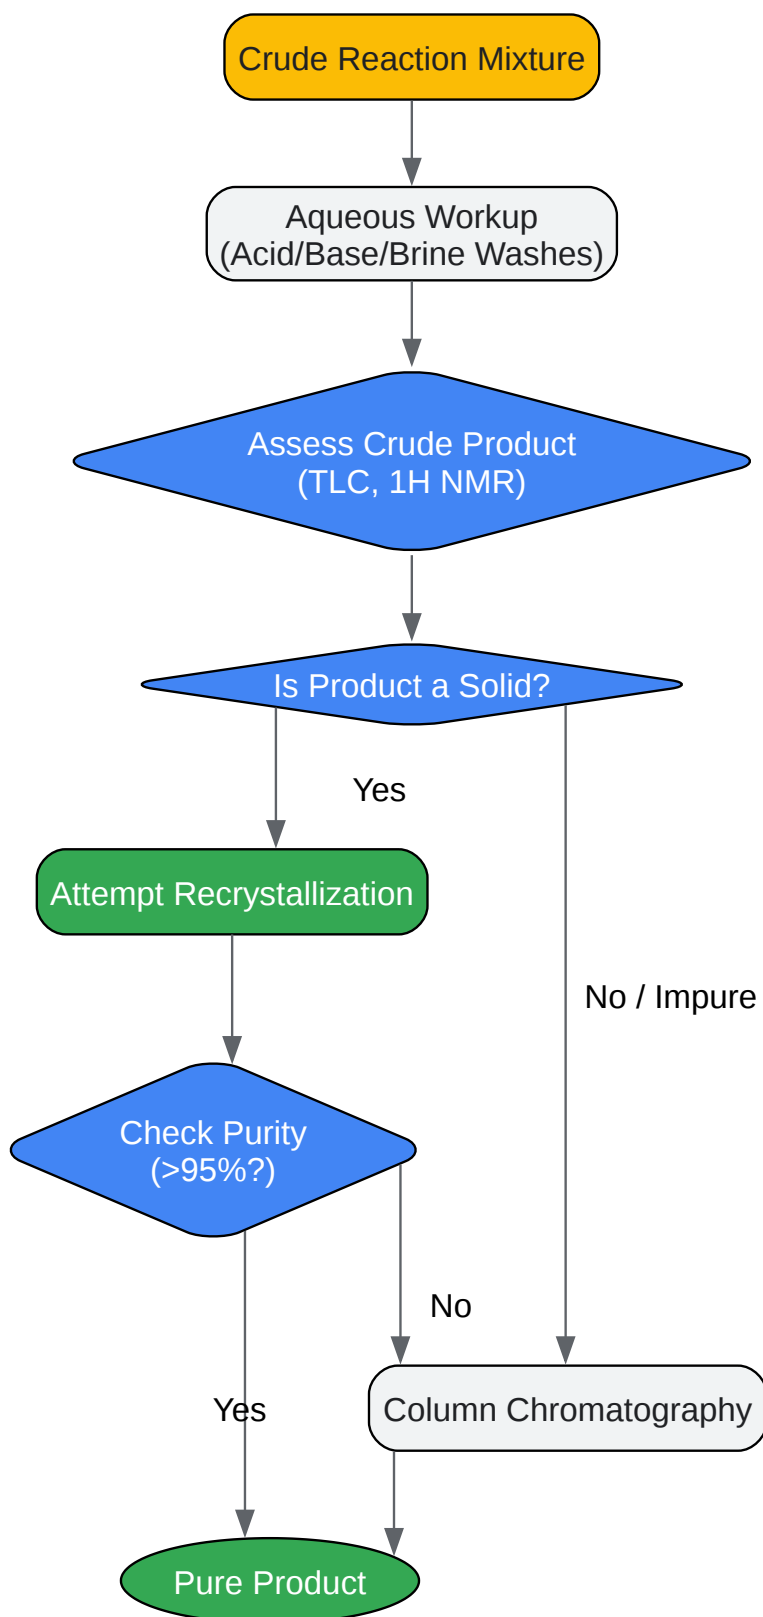 Crude Reaction Mixture
Aqueous Workup
(Acid/Base/Brine Washes)
Assess Crude Product
(TLC, 1H NMR)
Is Product a Solid?
Yes
Attempt Recrystallization
No / Impure
Check Purity
(>95%?)
No
Yes
Column Chromatography
Pure Product